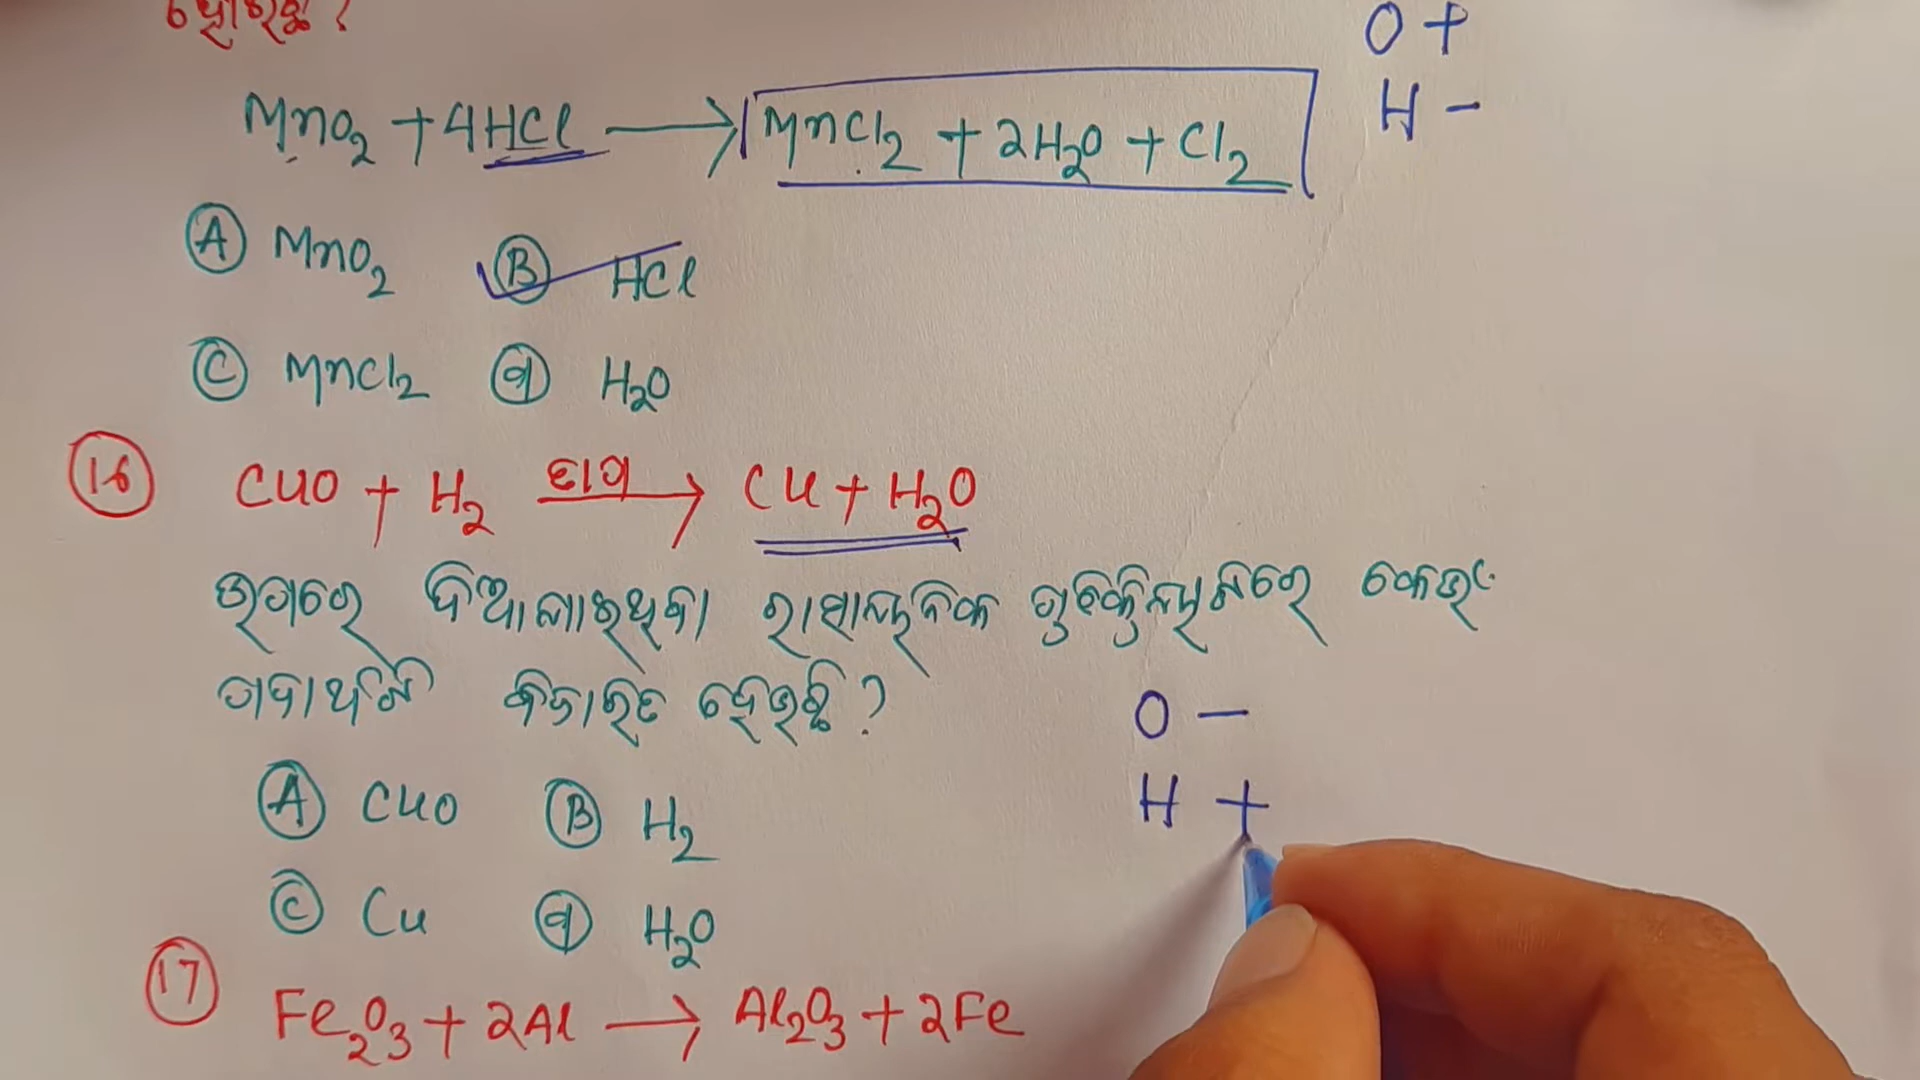 O +
H -
MnO2 + 4HCl ⟶ MnCl2 + 2H2O + Cl2
Ⓐ MnO2 Ⓑ HCl
Ⓒ MnCl2 ⓓ H2O
⑯ CuO + H2 ତାପ⟶ Cu + H2O
ଉପରେ ଦିଆଯାଇଥିବା ରାସାୟନିକ କେଉଁ
ପଦାର୍ଥଟି ବିଜାରିତ ହେଉଛି ?
O -
H +
Ⓐ CuO Ⓑ H2
Ⓒ Cu ⓓ H2O
⑰ Fe2O3 + 2Al ⟶ Al2O3 + 2Fe